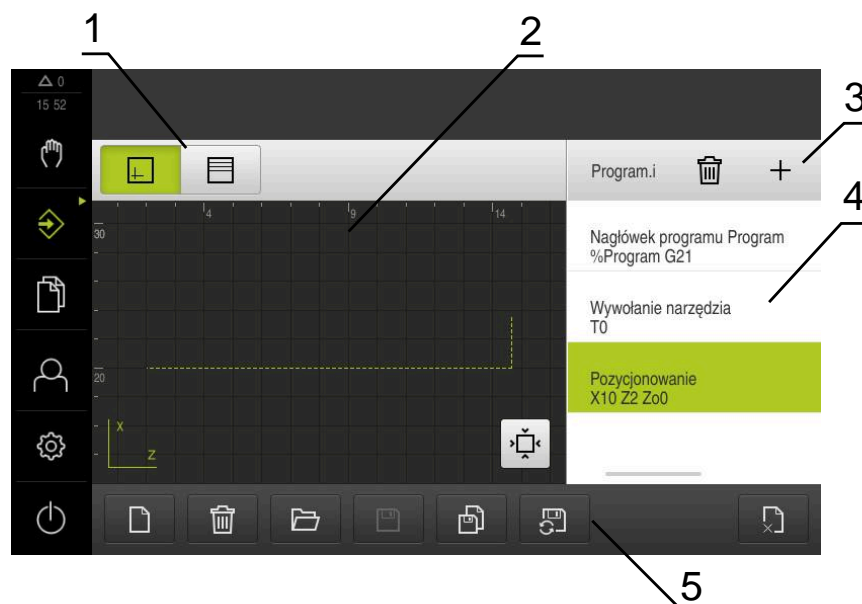 1
2
3
4
5
0
15 52
Program.i
4
9
14
30
20
X
Z
Nagłówek programu Program
%Program G21
Wywołanie narzędzia
T0
Pozycjonowanie
X10 Z2 Zo0